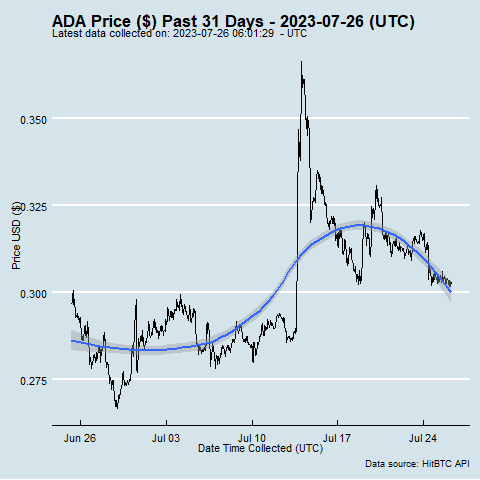 ADA Price ($) Past 31 Days - 2023-07-26 (UTC)
Latest data collected on: 2023-07-26 06:01:29  - UTC
0.350
0.325
0.300
0.275
Price USD ($)
Jun 26
Jul 03
Jul 10
Jul 17
Jul 24
Date Time Collected (UTC)
Data source: HitBTC API